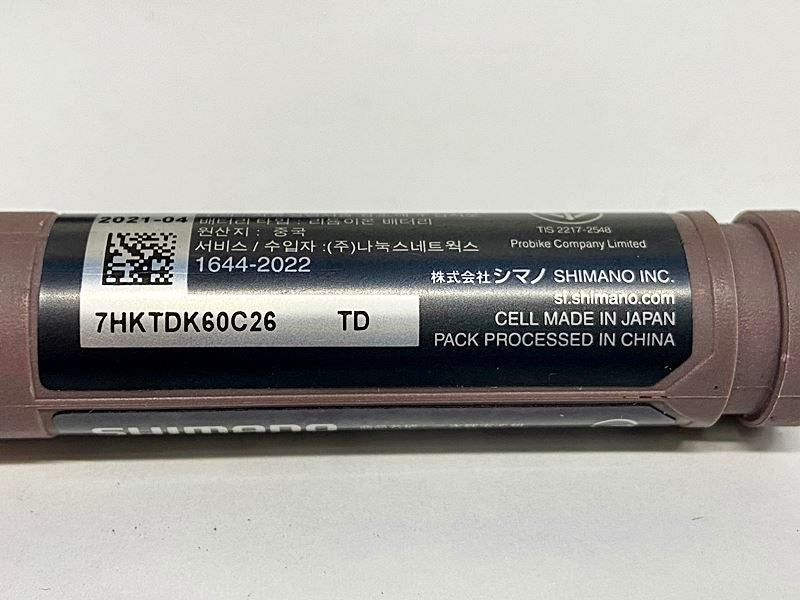 2021-04
배터리 타입 : 리튬이온 배터리
원산지 : 중국
서비스 / 수입자 : (주)나눅스네트웍스
1644-2022
TIS 2217-2548
Probike Company Limited
株式会社シマノ SHIMANO INC.
si.shimano.com
7HKTDK60C26 TD
CELL MADE IN JAPAN
PACK PROCESSED IN CHINA
SHIMANO